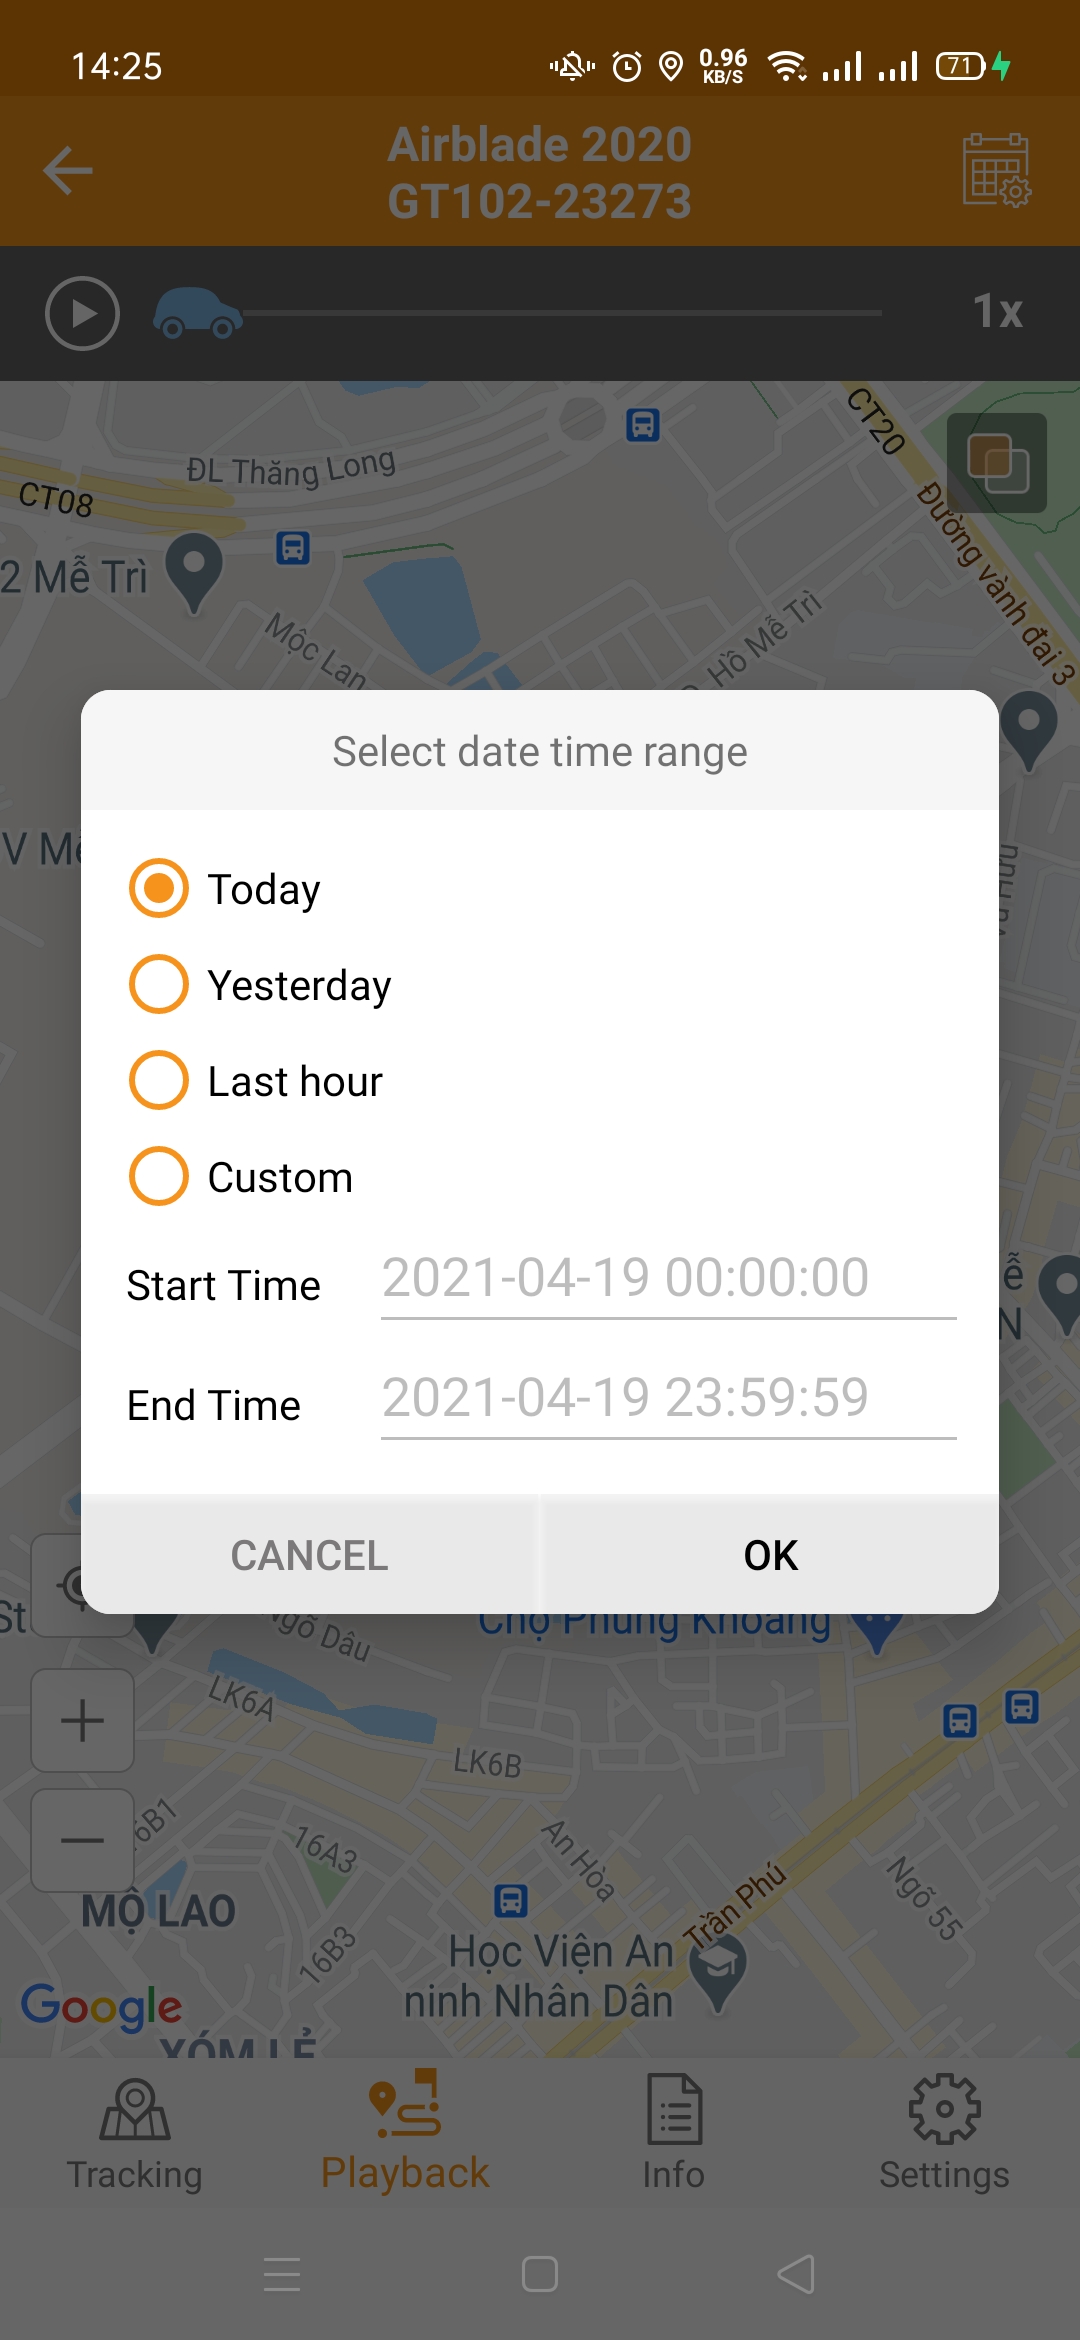 14:25
0.96
KB/S
71
Airblade 2020
GT102-23273
1x
CT20
ĐL Thăng Long
CT08
Đường vành đai 3
2 Mễ Trì
Mộc Lan
Hồ Mễ Trì
Select date time range
V Mễ
Today
Yesterday
Last hour
Custom
Start Time
2021-04-19 00:00:00
ễ
N
End Time
2021-04-19 23:59:59
CANCEL
OK
St
Ngõ Dâu
Chợ Phùng Khoang
LK6A
LK6B
6B1
16A3
An Hòa
Trần Phú
Ngõ 55
MỘ LAO
16B3
Học Viện An
ninh Nhân Dân
Google
XÓM LẺ
Tracking
Playback
Info
Settings